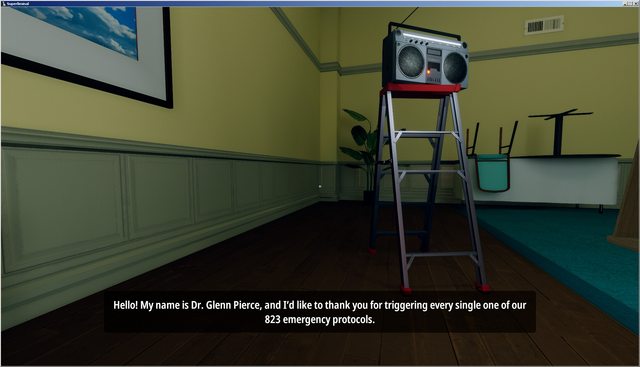 Superliminal
Hello! My name is Dr. Glenn Pierce, and I'd like to thank you for triggering every single one of our
823 emergency protocols.